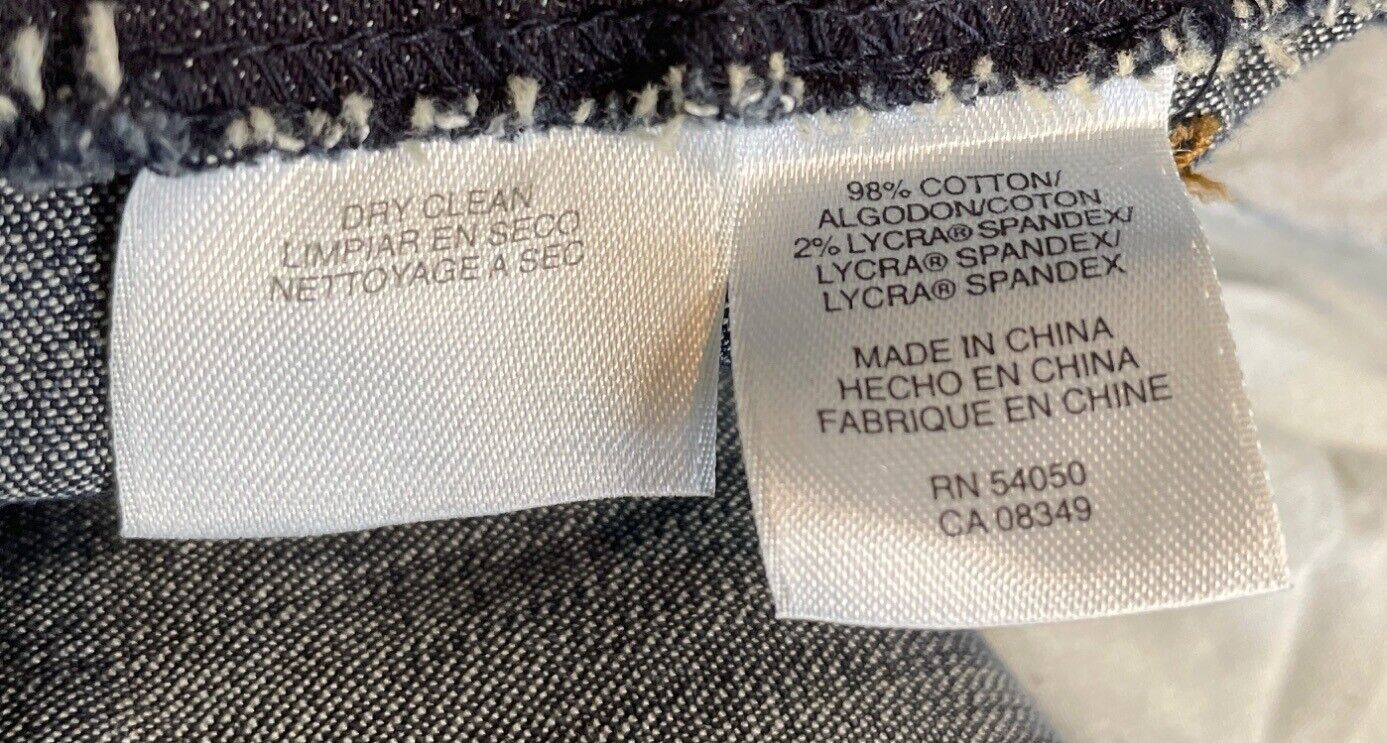 DRY CLEAN
LIMPIAR EN SECO
NETTOYAGE A SEC
98% COTTON/
ALGODON/COTON
2% LYCRA® SPANDEX/
LYCRA® SPANDEX/
LYCRA® SPANDEX
MADE IN CHINA
HECHO EN CHINA
FABRIQUE EN CHINE
RN 54050
CA 08349